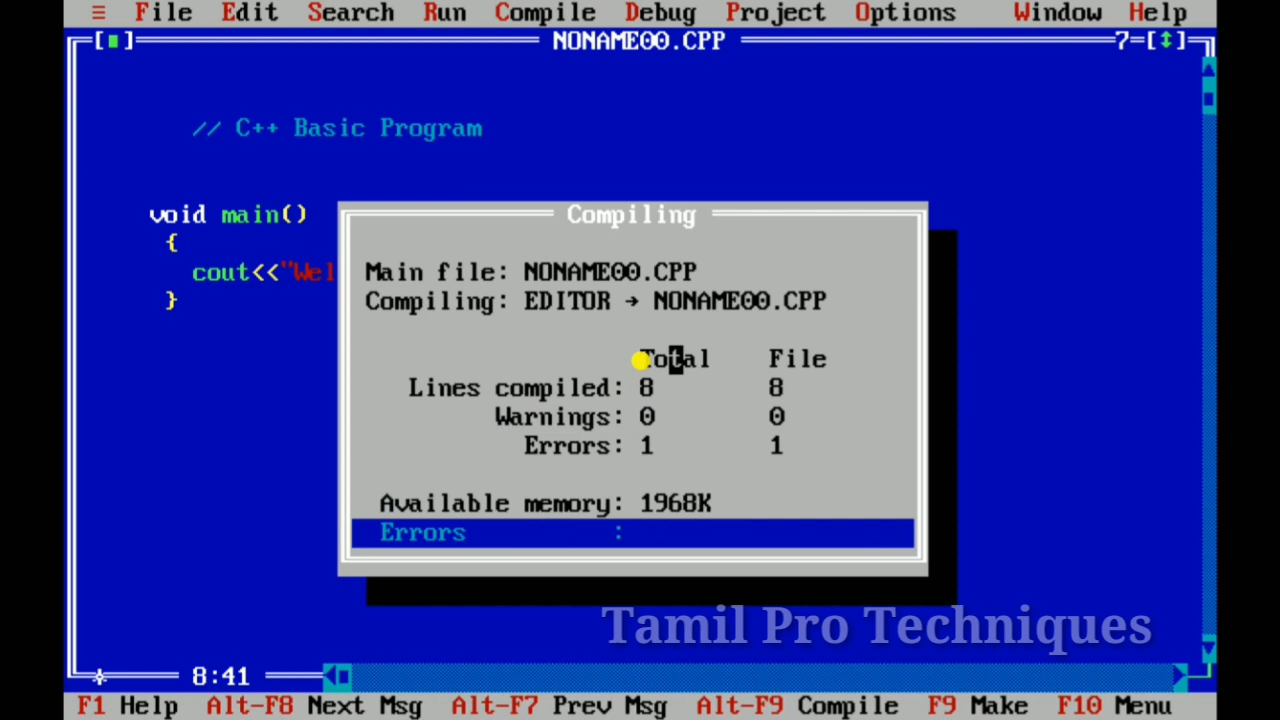 ≡ File Edit Search Run Compile Debug Project Options Window Help
[■] NONAME00.CPP 7=[↕]
// C++ Basic Program
void main()
{
cout<<"Wel
}
Compiling
Main file: NONAME00.CPP
Compiling: EDITOR → NONAME00.CPP
Total File
Lines compiled: 8 8
Warnings: 0 0
Errors: 1 1
Available memory: 1968K
Errors :
Tamil Pro Techniques
8:41
F1 Help Alt-F8 Next Msg Alt-F7 Prev Msg Alt-F9 Compile F9 Make F10 Menu